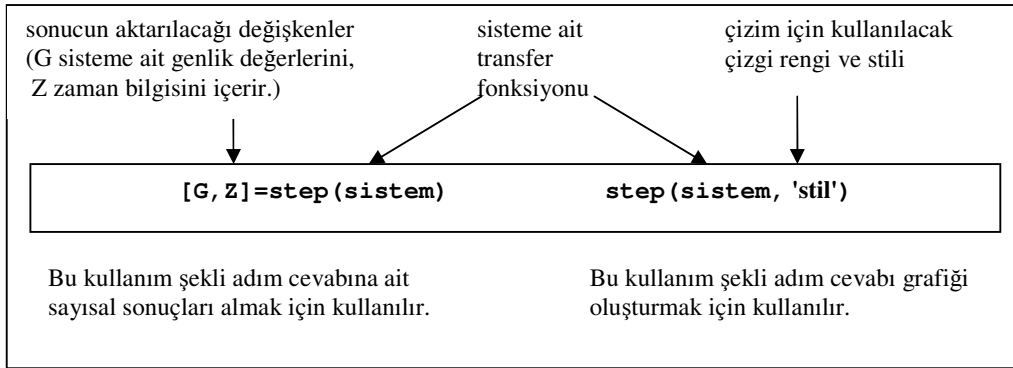 sonucun aktarılacağı değişkenler
(G sisteme ait genlik değerlerini,
Z zaman bilgisini içerir.)
sisteme ait
transfer
fonksiyonu
çizim için kullanılacak
çizgi rengi ve stili
[G,Z]=step(sistem)
step(sistem, 'stil')
Bu kullanım şekli adım cevabına ait
sayısal sonuçları almak için kullanılır.
Bu kullanım şekli adım cevabı grafiği
oluşturmak için kullanılır.